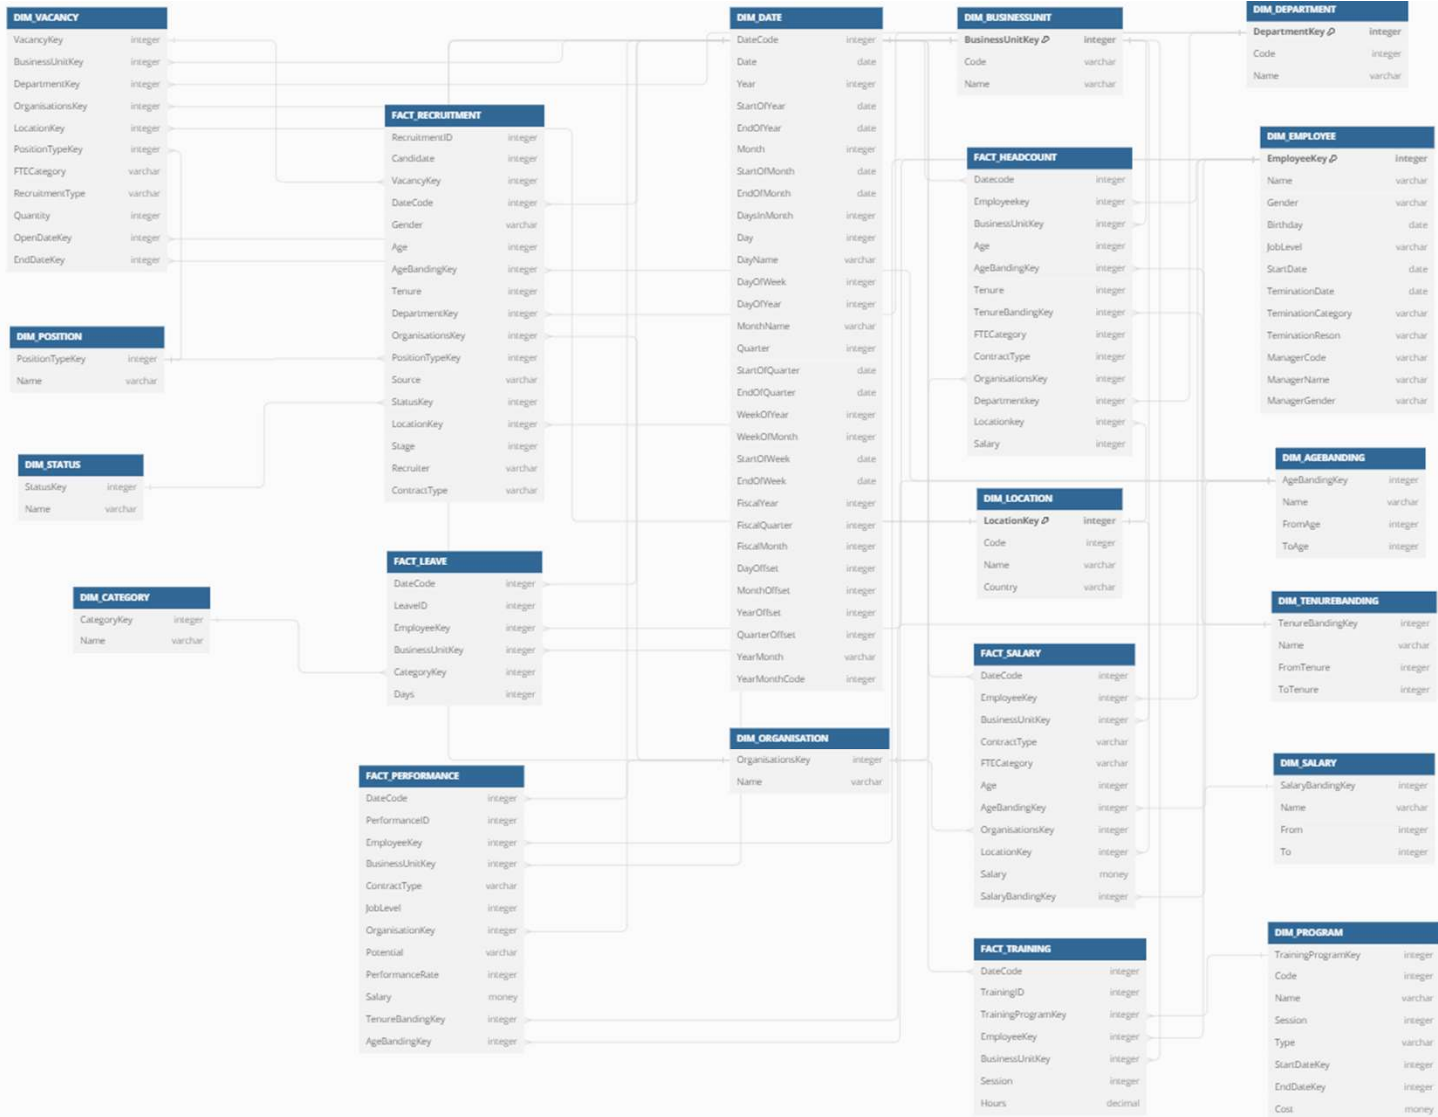 DIM_VACANCY
VacancyKey integer
BusinessUnitKey integer
DepartmentKey integer
OrganisationsKey integer
LocationKey integer
PositionTypeKey integer
FTECategory varchar
RecruitmentType varchar
Quantity integer
OpenDateKey integer
EndDateKey integer
DIM_POSITION
PositionTypeKey integer
Name varchar
DIM_STATUS
StatusKey integer
Name varchar
DIM_CATEGORY
CategoryKey integer
Name varchar
FACT_RECRUITMENT
RecruitmentID integer
Candidate integer
VacancyKey integer
DateCode integer
Gender varchar
Age integer
AgeBandingKey integer
Tenure integer
DepartmentKey integer
OrganisationsKey integer
PositionTypeKey integer
Source varchar
StatusKey integer
LocationKey integer
Stage integer
Recruiter varchar
ContractType varchar
FACT_LEAVE
DateCode integer
LeaveID integer
EmployeeKey integer
BusinessUnitKey integer
CategoryKey integer
Days integer
FACT_PERFORMANCE
DateCode integer
PerformanceID integer
EmployeeKey integer
BusinessUnitKey integer
ContractType varchar
JobLevel integer
OrganisationKey integer
Potential varchar
PerformanceRate integer
Salary money
TenureBandingKey integer
AgeBandingKey integer
DIM_DATE
DateCode integer
Date date
Year integer
StartOfYear date
EndOfYear date
Month integer
StartOfMonth date
EndOfMonth date
DaysInMonth integer
Day integer
DayName varchar
DayOfWeek integer
DayOfYear integer
MonthName varchar
Quarter integer
StartOfQuarter date
EndOfQuarter date
WeekOfYear integer
WeekOfMonth integer
StartOfWeek date
EndOfWeek date
FiscalYear integer
FiscalQuarter integer
FiscalMonth integer
DayOffset integer
MonthOffset integer
YearOffset integer
QuarterOffset integer
YearMonth varchar
YearMonthCode integer
DIM_ORGANISATION
OrganisationsKey integer
Name varchar
DIM_BUSINESSUNIT
BusinessUnitKey integer
Code varchar
Name varchar
FACT_HEADCOUNT
Datecode integer
Employeekey integer
BusinessUnitKey integer
Age integer
AgeBandingKey integer
Tenure integer
TenureBandingKey integer
FTECategory integer
ContractType integer
OrganisationsKey integer
Departmentkey integer
Locationkey integer
Salary integer
DIM_LOCATION
LocationKey integer
Code integer
Name varchar
Country varchar
FACT_SALARY
DateCode integer
EmployeeKey integer
BusinessUnitKey integer
ContractType varchar
FTECategory varchar
Age integer
AgeBandingKey integer
OrganisationsKey integer
LocationKey integer
Salary money
SalaryBandingKey integer
FACT_TRAINING
DateCode integer
TrainingID integer
TrainingProgramKey integer
EmployeeKey integer
BusinessUnitKey integer
Session integer
Hours decimal
DIM_DEPARTMENT
DepartmentKey integer
Code integer
Name varchar
DIM_EMPLOYEE
EmployeeKey integer
Name varchar
Gender varchar
Birthday date
JobLevel varchar
StartDate date
TeminationDate date
TeminationCategory varchar
TeminationReson varchar
ManagerCode varchar
ManagerName varchar
ManagerGender varchar
DIM_AGEBANDING
AgeBandingKey integer
Name varchar
FromAge integer
ToAge integer
DIM_TENUREBANDING
TenureBandingKey integer
Name varchar
FromTenure integer
ToTenure integer
DIM_SALARY
SalaryBandingKey integer
Name varchar
From integer
To integer
DIM_PROGRAM
TrainingProgramKey integer
Code integer
Name varchar
Session integer
Type varchar
StartDateKey integer
EndDateKey integer
Cost money